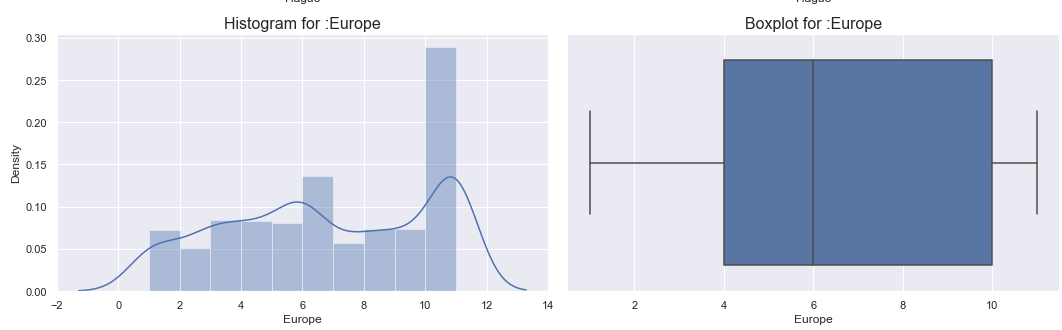 Histogram for :Europe
0.30
0.25
0.20
0.15
0.10
0.05
0.00
Density
−2 0 2 4 6 8 10 12 14
Europe
Boxplot for :Europe
2 4 6 8 10
Europe